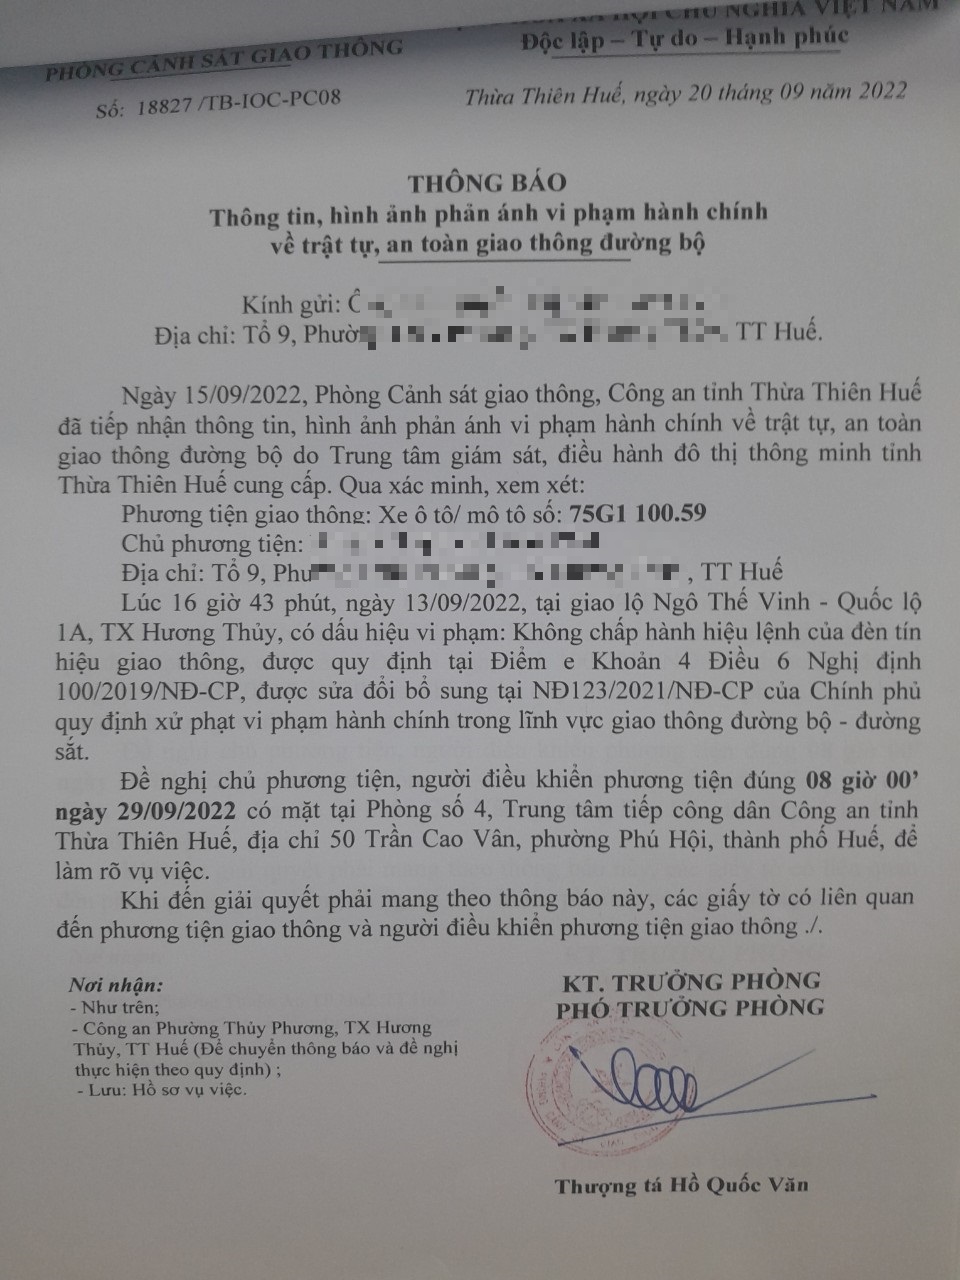 XÃ HỘI CHỦ NGHĨA VIỆT NAM
PHÒNG CẢNH SÁT GIAO THÔNG
Độc lập – Tự do – Hạnh phúc
Số: 18827 /TB-IOC-PC08
Thừa Thiên Huế, ngày 20 tháng 09 năm 2022
THÔNG BÁO
Thông tin, hình ảnh phản ánh vi phạm hành chính
về trật tự, an toàn giao thông đường bộ
Kính gửi: Ô
Địa chỉ: Tổ 9, Phường TT Huế.
Ngày 15/09/2022, Phòng Cảnh sát giao thông, Công an tỉnh Thừa Thiên Huế
đã tiếp nhận thông tin, hình ảnh phản ánh vi phạm hành chính về trật tự, an toàn
giao thông đường bộ do Trung tâm giám sát, điều hành đô thị thông minh tỉnh
Thừa Thiên Huế cung cấp. Qua xác minh, xem xét:
Phương tiện giao thông: Xe ô tô/ mô tô số: 75G1 100.59
Chủ phương tiện:
Địa chỉ: Tổ 9, Phư , TT Huế
Lúc 16 giờ 43 phút, ngày 13/09/2022, tại giao lộ Ngô Thế Vinh - Quốc lộ
1A, TX Hương Thủy, có dấu hiệu vi phạm: Không chấp hành hiệu lệnh của đèn tín
hiệu giao thông, được quy định tại Điểm e Khoản 4 Điều 6 Nghị định
100/2019/NĐ-CP, được sửa đổi bổ sung tại NĐ123/2021/NĐ-CP của Chính phủ
quy định xử phạt vi phạm hành chính trong lĩnh vực giao thông đường bộ - đường
sắt.
Đề nghị chủ phương tiện, người điều khiển phương tiện đúng 08 giờ 00’
ngày 29/09/2022 có mặt tại Phòng số 4, Trung tâm tiếp công dân Công an tỉnh
Thừa Thiên Huế, địa chỉ 50 Trần Cao Vân, phường Phú Hội, thành phố Huế, để
làm rõ vụ việc.
Khi đến giải quyết phải mang theo thông báo này, các giấy tờ có liên quan
đến phương tiện giao thông và người điều khiển phương tiện giao thông ./.
Nơi nhận:
- Như trên;
- Công an Phường Thủy Phương, TX Hương
Thủy, TT Huế (Để chuyển thông báo và đề nghị
thực hiện theo quy định) ;
- Lưu: Hồ sơ vụ việc.
KT. TRƯỞNG PHÒNG
PHÓ TRƯỞNG PHÒNG
Thượng tá Hồ Quốc Văn